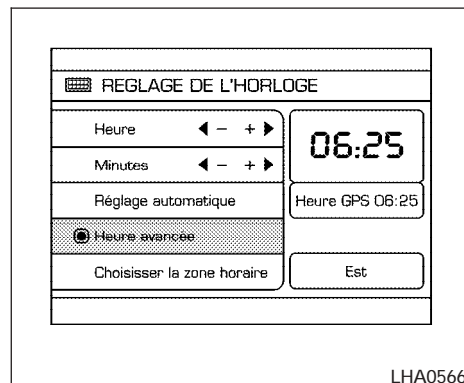 REGLAGE DE L'HORLOGE
Heure - +
Minutes - +
06:25
Réglage automatique
Heure GPS 06:25
Heure avancée
Choisisser la zone horaire
Est
LHA0566